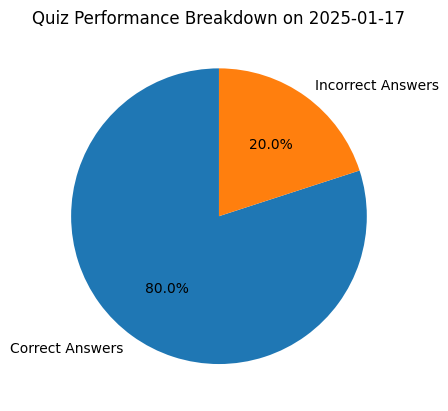 Quiz Performance Breakdown on 2025-01-17
Incorrect Answers
20.0%
80.0%
Correct Answers